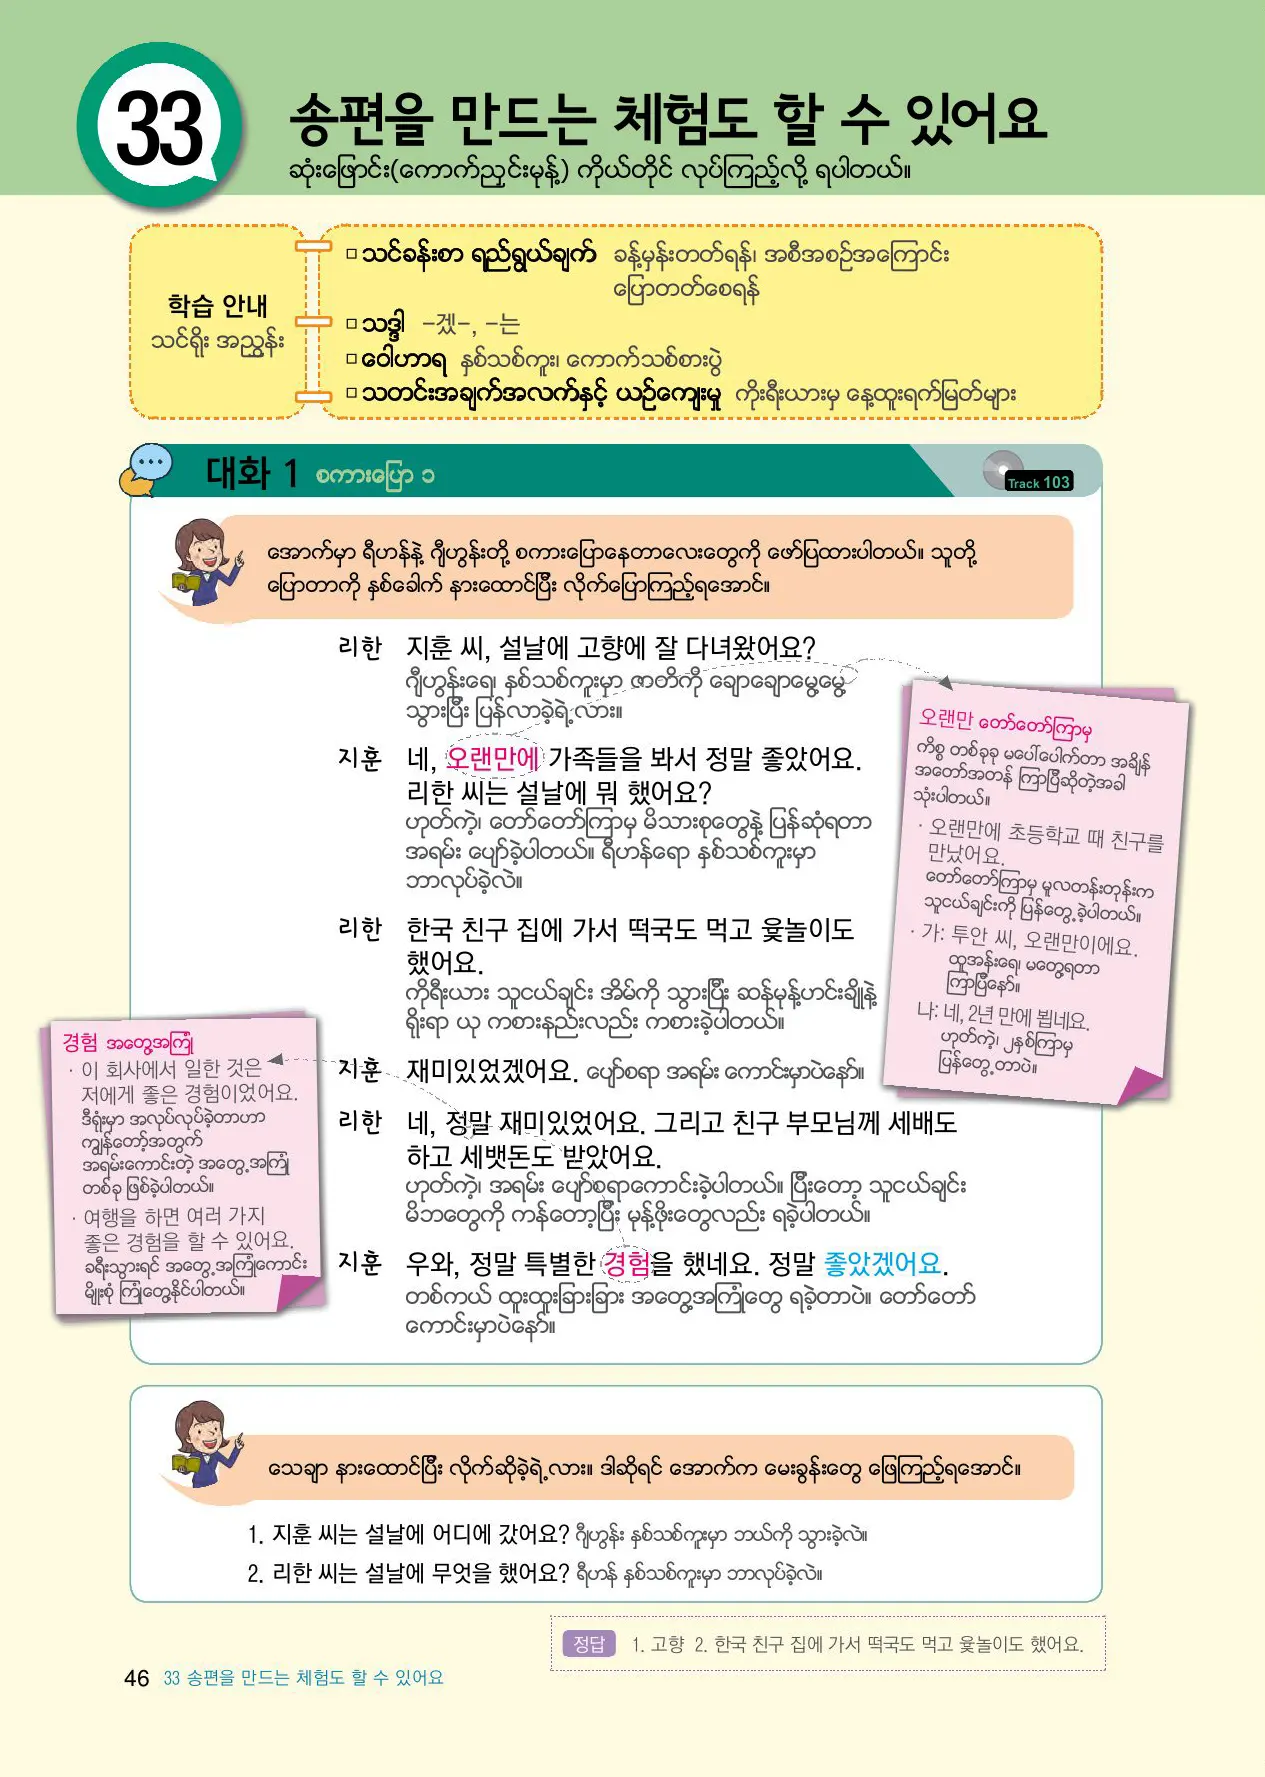 33
송편을 만드는 체험도 할 수 있어요
ဆုံးဖြောင်း(ကောက်ညှင်းမုန့်) ကိုယ်တိုင် လုပ်ကြည့်လို့ ရပါတယ်။
学습 안내
သင်ရိုး အညွှန်း
□ သင်ခန်းစာ ရည်ရွယ်ချက် ခန့်မှန်းတတ်ရန်၊ အစီအစဉ်အကြောင်း
ပြောတတ်စေရန်
□ သဒ္ဒါ -겠-, -는
□ ဝေါဟာရ နှစ်သစ်ကူး၊ ကောက်သစ်စားပွဲ
□ သတင်းအချက်အလက်နှင့် ယဉ်ကျေးမှု ကိုးရီးယားမှ နေ့ထူးရက်မြတ်များ
대화 1 စကားပြော ၁
Track 103
အောက်မှာ ရီဟန်နဲ့ ဂျီဟွန်းတို့ စကားပြောနေတာလေးတွေကို ဖော်ပြထားပါတယ်။ သူတို့
ပြောတာကို နှစ်ခေါက် နားထောင်ပြီး လိုက်ပြောကြည့်ရအောင်။
리한 지훈 씨, 설날에 고향에 잘 다녀왔어요?
ဂျီဟွန်းရေ၊ နှစ်သစ်ကူးမှာ ဇာတိကို ချောချောမွေ့မွေ့
သွားပြီး ပြန်လာခဲ့ရဲ့လား။
지훈 네, 오랜만에 가족들을 봐서 정말 좋았어요.
리한 씨는 설날에 뭐 했어요?
ဟုတ်ကဲ့၊ တော်တော်ကြာမှ မိသားစုတွေနဲ့ ပြန်ဆုံရတာ
အရမ်း ပျော်ခဲ့ပါတယ်။ ရီဟန်ရော နှစ်သစ်ကူးမှာ
ဘာလုပ်ခဲ့လဲ။
리한 한국 친구 집에 가서 떡국도 먹고 윷놀이도
했어요.
ကိုရီးယား သူငယ်ချင်း အိမ်ကို သွားပြီး ဆန်မုန့်ဟင်းချိုနဲ့
ရိုးရာ ယု ကစားနည်းလည်း ကစားခဲ့ပါတယ်။
지훈 재미있었겠어요. ပျော်စရာ အရမ်း ကောင်းမှာပဲနော်။
리한 네, 정말 재미있었어요. 그리고 친구 부모님께 세배도
하고 세뱃돈도 받았어요.
ဟုတ်ကဲ့၊ အရမ်း ပျော်စရာကောင်းခဲ့ပါတယ်။ ပြီးတော့ သူငယ်ချင်း
မိဘတွေကို ကန်တော့ပြီး မုန့်ဖိုးတွေလည်း ရခဲ့ပါတယ်။
지훈 우와, 정말 특별한 경험을 했네요. 정말 좋았겠어요.
တစ်ကယ် ထူးထူးခြားခြား အတွေ့အကြုံတွေ ရခဲ့တာပဲ။ တော်တော်
ကောင်းမှာပဲနော်။
오랜만 တော်တော်ကြာမှ
ကိစ္စ တစ်ခုခု မပေါ်ပေါက်တာ အချိန်
အတော်အတန် ကြာပြီဆိုတဲ့အခါ
သုံးပါတယ်။
· 오랜만에 초등학교 때 친구를
만났어요.
တော်တော်ကြာမှ မူလတန်းတုန်းက
သူငယ်ချင်းကို ပြန်တွေ့ခဲ့ပါတယ်။
· 가: 투안 씨, 오랜만이에요.
ထူအန်းရေ၊ မတွေ့ရတာ
ကြာပြီနော်။
나: 네, 2년 만에 뵙네요.
ဟုတ်ကဲ့၊ ၂နှစ်ကြာမှ
ပြန်တွေ့တာပဲ။
경험 အတွေ့အကြုံ
· 이 회사에서 일한 것은
저에게 좋은 경험이었어요.
ဒီရုံးမှာ အလုပ်လုပ်ခဲ့တာဟာ
ကျွန်တော့်အတွက်
အရမ်းကောင်းတဲ့ အတွေ့အကြုံ
တစ်ခု ဖြစ်ခဲ့ပါတယ်။
· 여행을 하면 여러 가지
좋은 경험을 할 수 있어요.
ခရီးသွားရင် အတွေ့အကြုံကောင်း
မျိုးစုံ ကြုံတွေ့နိုင်ပါတယ်။
သေချာ နားထောင်ပြီး လိုက်ဆိုခဲ့ရဲ့လား။ ဒါဆိုရင် အောက်က မေးခွန်းတွေ ဖြေကြည့်ရအောင်။
1. 지훈 씨는 설날에 어디에 갔어요? ဂျီဟွန်း နှစ်သစ်ကူးမှာ ဘယ်ကို သွားခဲ့လဲ။
2. 리한 씨는 설날에 무엇을 했어요? ရီဟန် နှစ်သစ်ကူးမှာ ဘာလုပ်ခဲ့လဲ။
정답 1. 고향 2. 한국 친구 집에 가서 떡국도 먹고 윷놀이도 했어요.
46 33 송편을 만드는 체험도 할 수 있어요